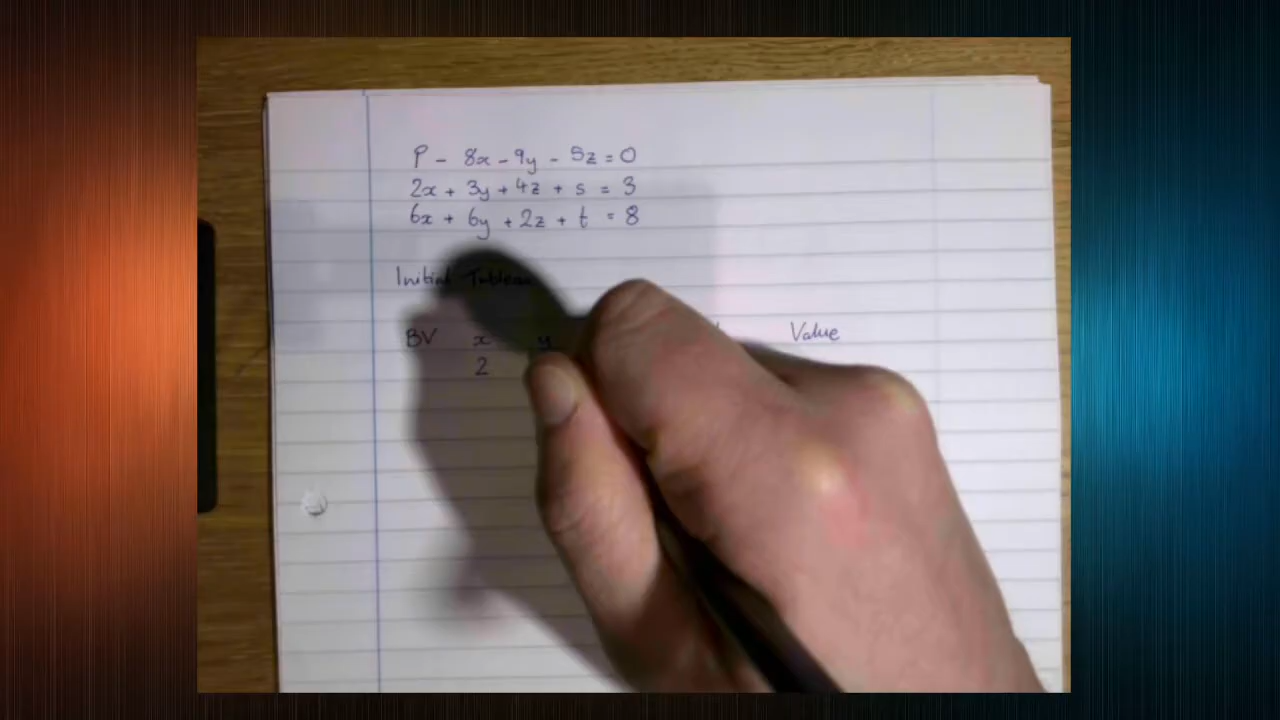 P - 8x - 9y - 5z = 0
2x + 3y + 4z + s = 3
6x + 6y + 2z + t = 8
Initial Tableau
BV x y Value
2